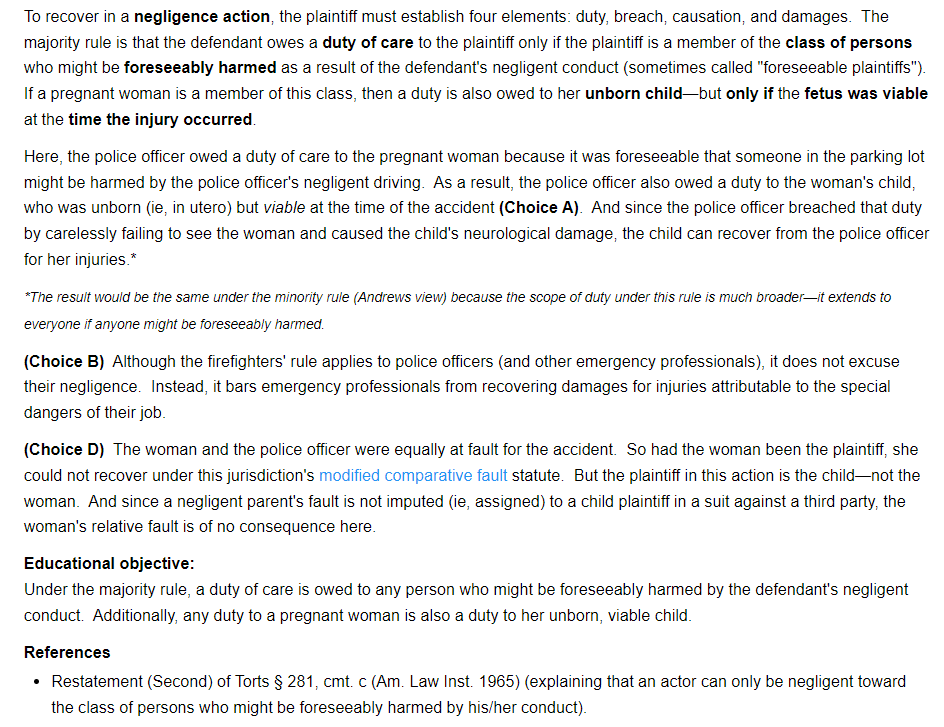 To recover in a negligence action, the plaintiff must establish four elements: duty, breach, causation, and damages.  The
majority rule is that the defendant owes a duty of care to the plaintiff only if the plaintiff is a member of the class of persons
who might be foreseeably harmed as a result of the defendant's negligent conduct (sometimes called "foreseeable plaintiffs").
If a pregnant woman is a member of this class, then a duty is also owed to her unborn child—but only if the fetus was viable
at the time the injury occurred.
Here, the police officer owed a duty of care to the pregnant woman because it was foreseeable that someone in the parking lot
might be harmed by the police officer's negligent driving.  As a result, the police officer also owed a duty to the woman's child,
who was unborn (ie, in utero) but viable at the time of the accident (Choice A).  And since the police officer breached that duty
by carelessly failing to see the woman and caused the child's neurological damage, the child can recover from the police officer
for her injuries.*
*The result would be the same under the minority rule (Andrews view) because the scope of duty under this rule is much broader—it extends to
everyone if anyone might be foreseeably harmed.
(Choice B)  Although the firefighters' rule applies to police officers (and other emergency professionals), it does not excuse
their negligence.  Instead, it bars emergency professionals from recovering damages for injuries attributable to the special
dangers of their job.
(Choice D)  The woman and the police officer were equally at fault for the accident.  So had the woman been the plaintiff, she
could not recover under this jurisdiction's modified comparative fault statute.  But the plaintiff in this action is the child—not the
woman.  And since a negligent parent's fault is not imputed (ie, assigned) to a child plaintiff in a suit against a third party, the
woman's relative fault is of no consequence here.
Educational objective:
Under the majority rule, a duty of care is owed to any person who might be foreseeably harmed by the defendant's negligent
conduct.  Additionally, any duty to a pregnant woman is also a duty to her unborn, viable child.
References
• Restatement (Second) of Torts § 281, cmt. c (Am. Law Inst. 1965) (explaining that an actor can only be negligent toward
the class of persons who might be foreseeably harmed by his/her conduct).